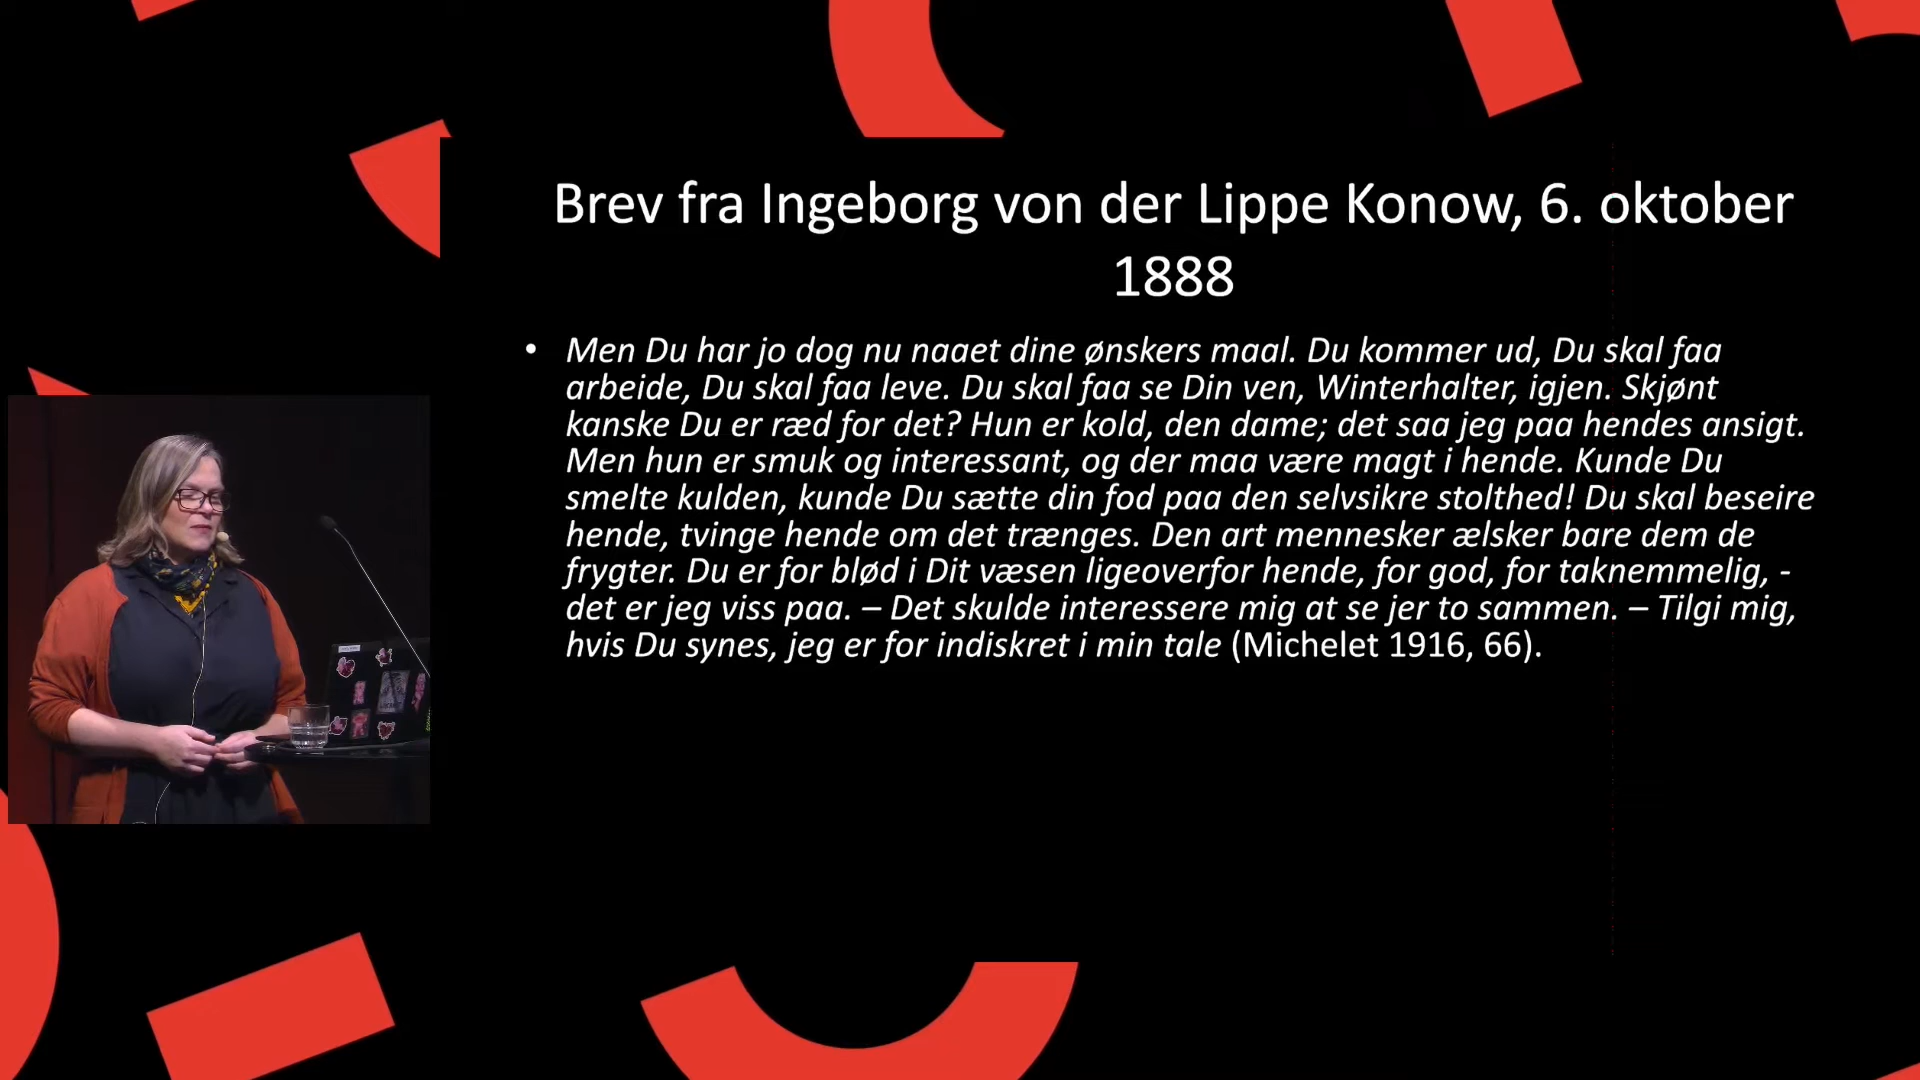 Brev fra Ingeborg von der Lippe Konow, 6. oktober
1888
• Men Du har jo dog nu naaet dine ønskers maal. Du kommer ud, Du skal faa
arbeide, Du skal faa leve. Du skal faa se Din ven, Winterhalter, igjen. Skjønt
kanske Du er ræd for det? Hun er kold, den dame; det saa jeg paa hendes ansigt.
Men hun er smuk og interessant, og der maa være magt i hende. Kunde Du
smelte kulden, kunde Du sætte din fod paa den selvsikre stolthed! Du skal beseire
hende, tvinge hende om det trænges. Den art mennesker ælsker bare dem de
frygter. Du er for blød i Dit væsen ligeoverfor hende, for god, for taknemmelig, -
det er jeg viss paa. – Det skulde interessere mig at se jer to sammen. – Tilgi mig,
hvis Du synes, jeg er for indiskret i min tale (Michelet 1916, 66).